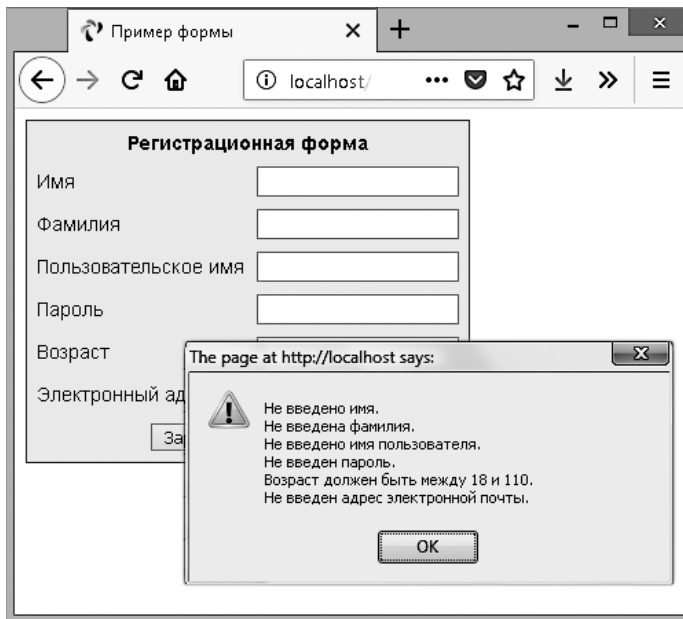 Пример формы
localhost/
Регистрационная форма
Имя
Фамилия
Пользовательское имя
Пароль
Возраст
Электронный ад
За
The page at http://localhost says:
Не введено имя.
Не введена фамилия.
Не введено имя пользователя.
Не введен пароль.
Возраст должен быть между 18 и 110.
Не введен адрес электронной почты.
OK